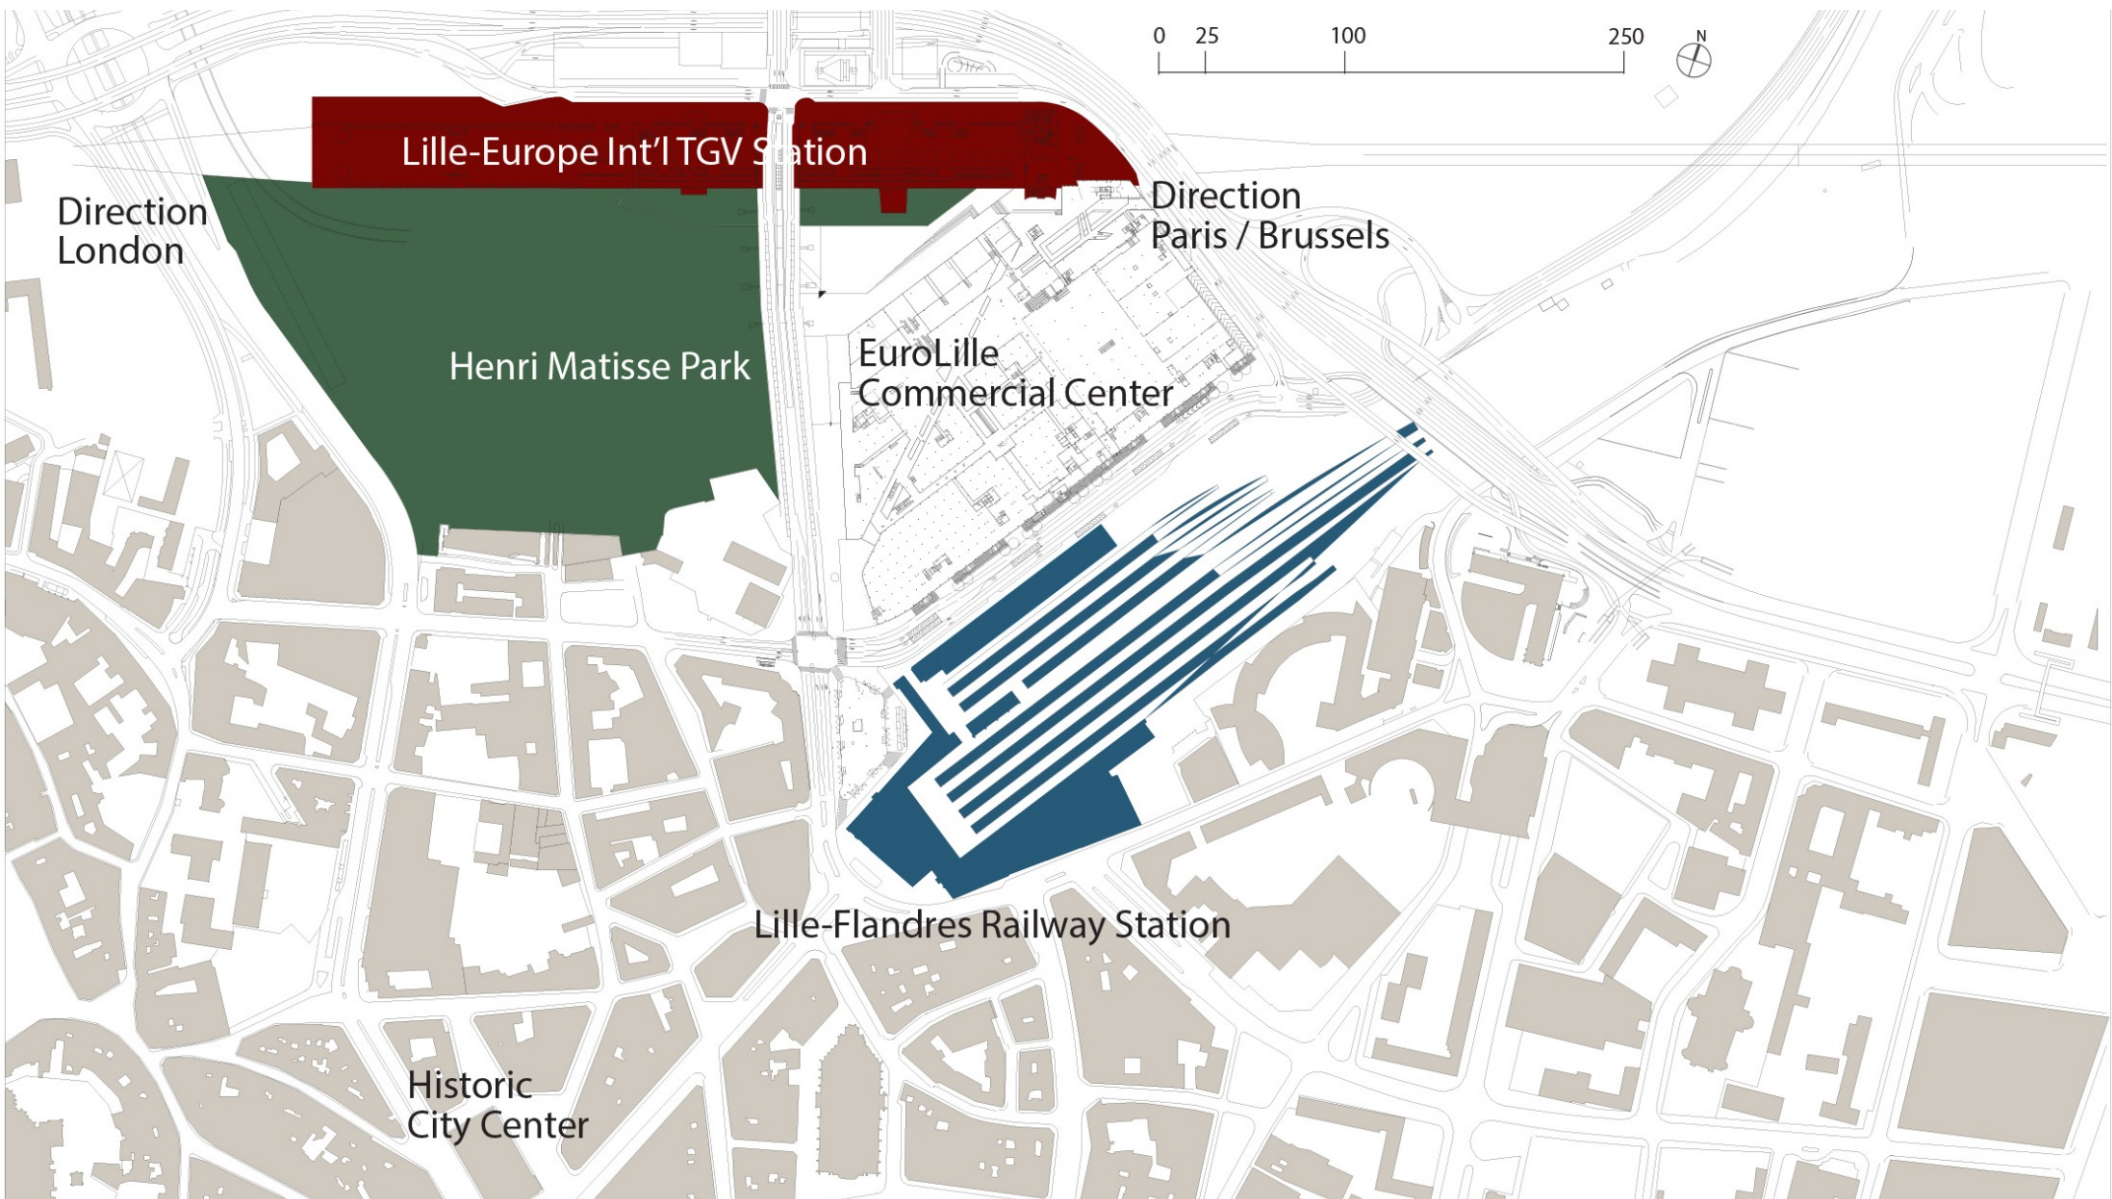 0 25 100 250 N
Lille-Europe Int'l TGV Station
Direction
London
Direction
Paris / Brussels
Henri Matisse Park
EuroLille
Commercial Center
Lille-Flandres Railway Station
Historic
City Center